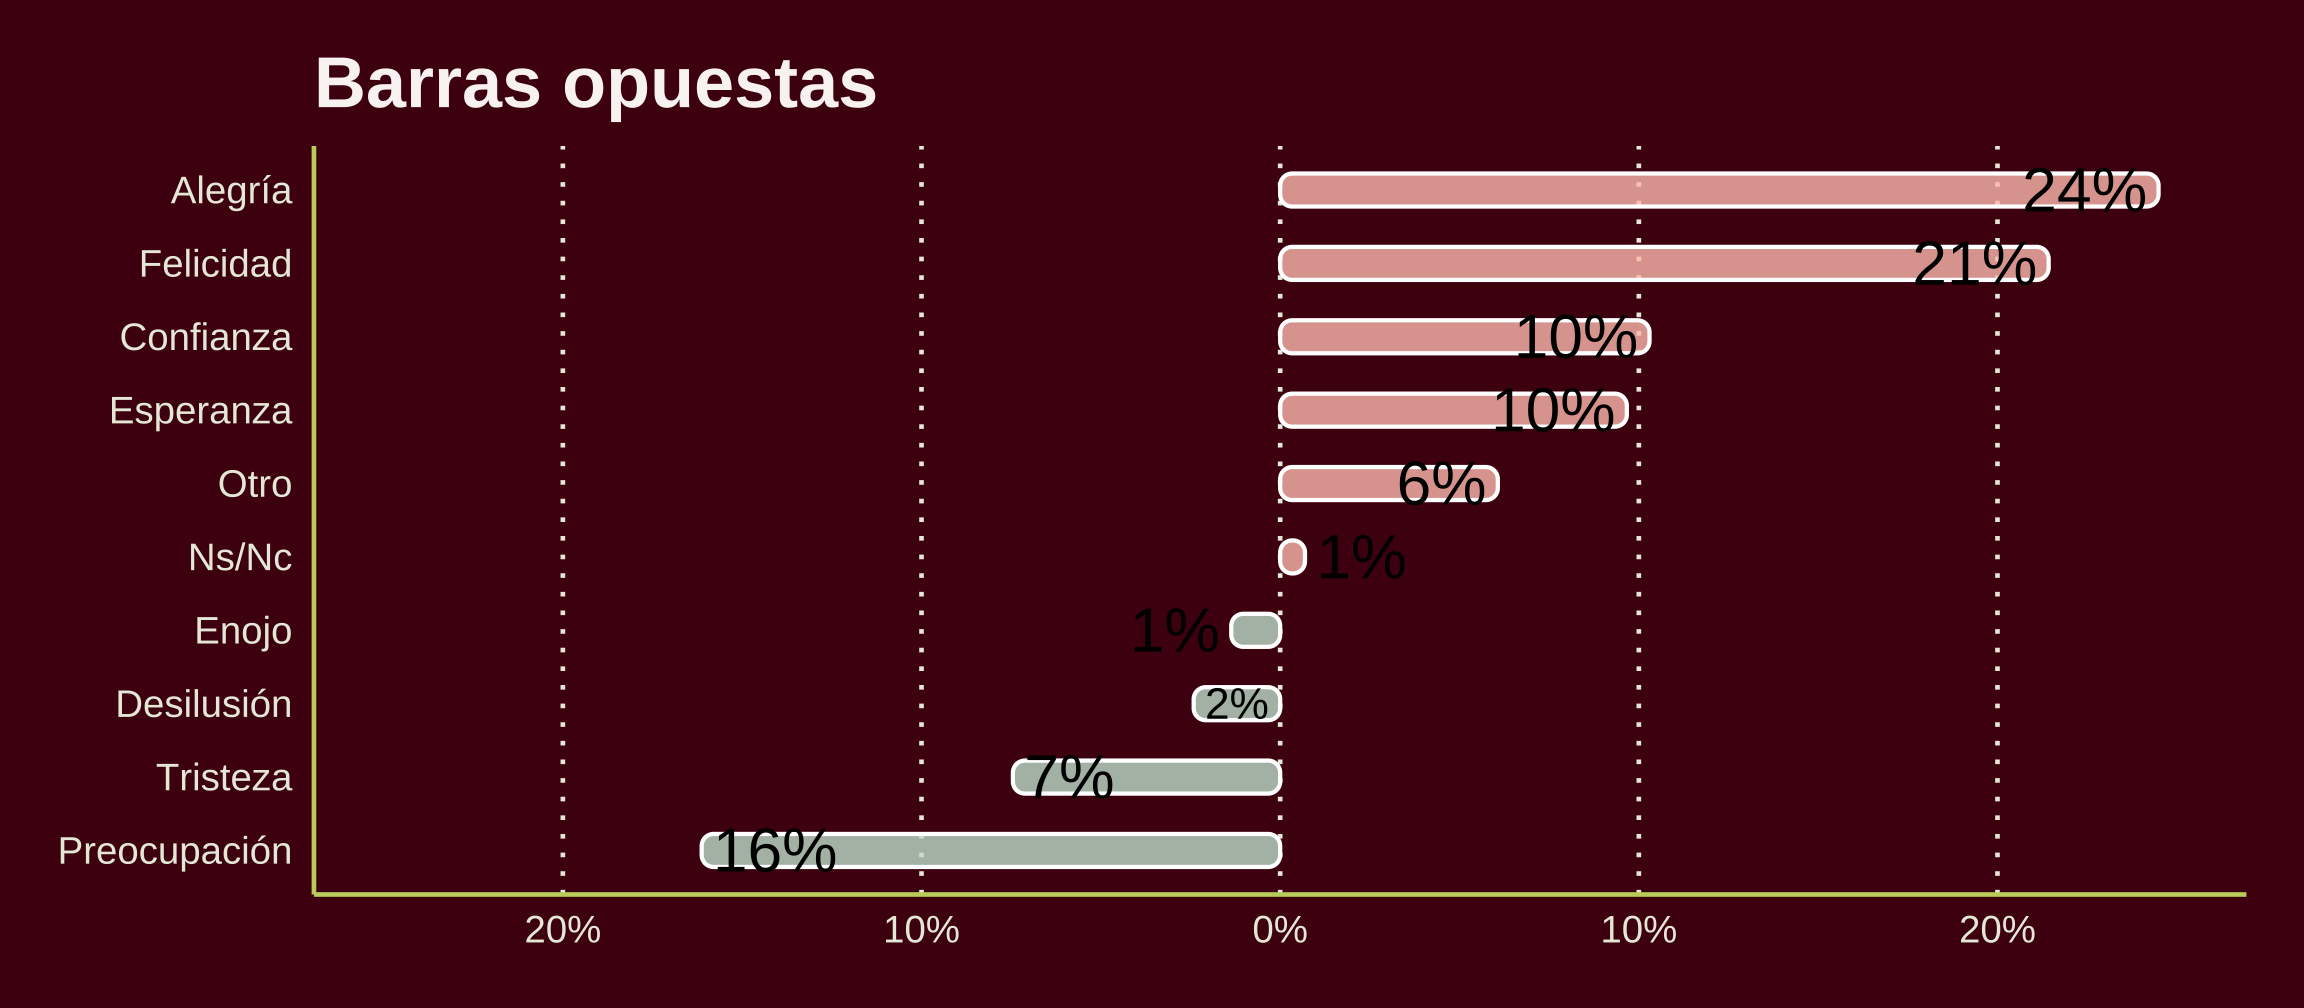 Barras opuestas
Alegría 24%
Felicidad 21%
Confianza 10%
Esperanza 10%
Otro 6%
Ns/Nc 1%
Enojo 1%
Desilusión 2%
Tristeza 7%
Preocupación 16%
20% 10% 0% 10% 20%